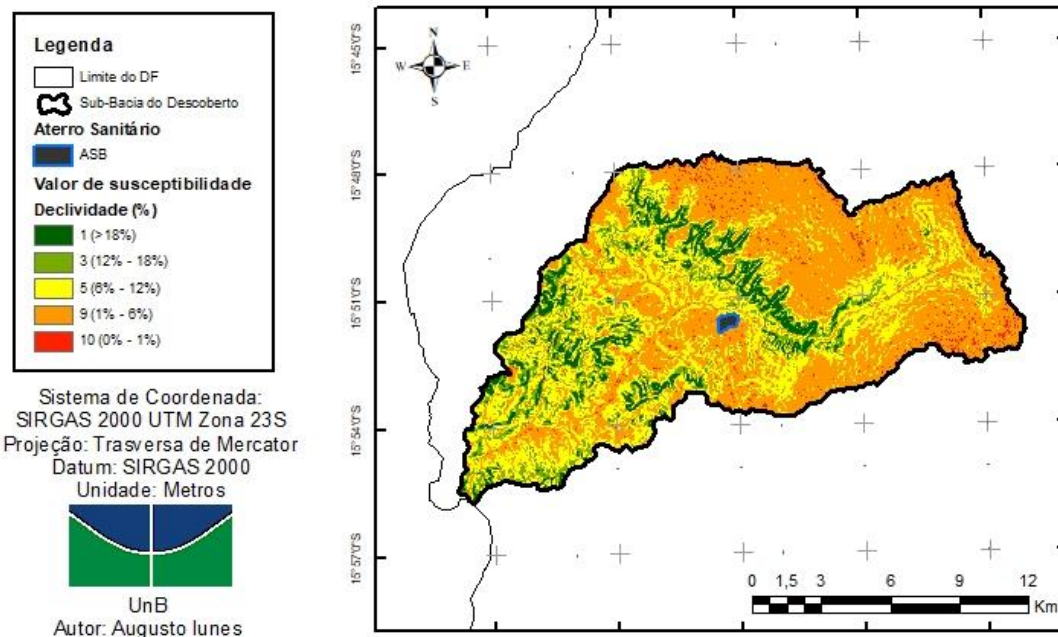 Legenda
Limite do DF
Sub-Bacia do Descoberto
Aterro Sanitário
ASB
Valor de susceptibilidade
Declividade (%)
1 (>18%)
3 (12% - 18%)
5 (6% - 12%)
9 (1% - 6%)
10 (0% - 1%)
Sistema de Coordenada:
SIRGAS 2000 UTM Zona 23S
Projeção: Trasversa de Mercator
Datum: SIRGAS 2000
Unidade: Metros
UnB
Autor: Augusto Iunes
N
W E
S
15°45'0"S
15°48'0"S
15°51'0"S
15°54'0"S
15°57'0"S
0 1,5 3 6 9 12
Km